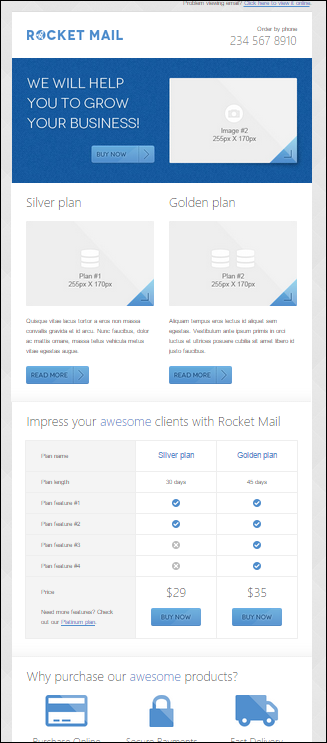 Problem viewing email? Click here to view it online.
ROCKET MAIL
Order by phone
234 567 8910
WE WILL HELP
YOU TO GROW
YOUR BUSINESS!
BUY NOW
Image #2
255px X 170px
Silver plan
Golden plan
Plan #1
255px X 170px
Plan #2
255px X 170px
Quisque vitae lacus tortor a eros non massa
convallis gravida et id arcu. Nunc faucibus, dolor
ac mattis ornare, massa tellus vehicula metus
vitae egestas augue.
Aliquam tempus eros lectus id aliquet sem
egestas. Vestibulum ante ipsum primis in orci
luctus et ultrices posuere cubilia sit amet libero id
justo faucibus.
READ MORE
READ MORE
Impress your awesome clients with Rocket Mail
Plan name
Silver plan
Golden plan
Plan length
30 days
45 days
Plan feature #1
Plan feature #2
Plan feature #3
Plan feature #4
Price
$29
$35
Need more features? Check
out our Platinum plan.
BUY NOW
BUY NOW
Why purchase our awesome products?
Purchase Online
Secure Payments
Fast Delivery